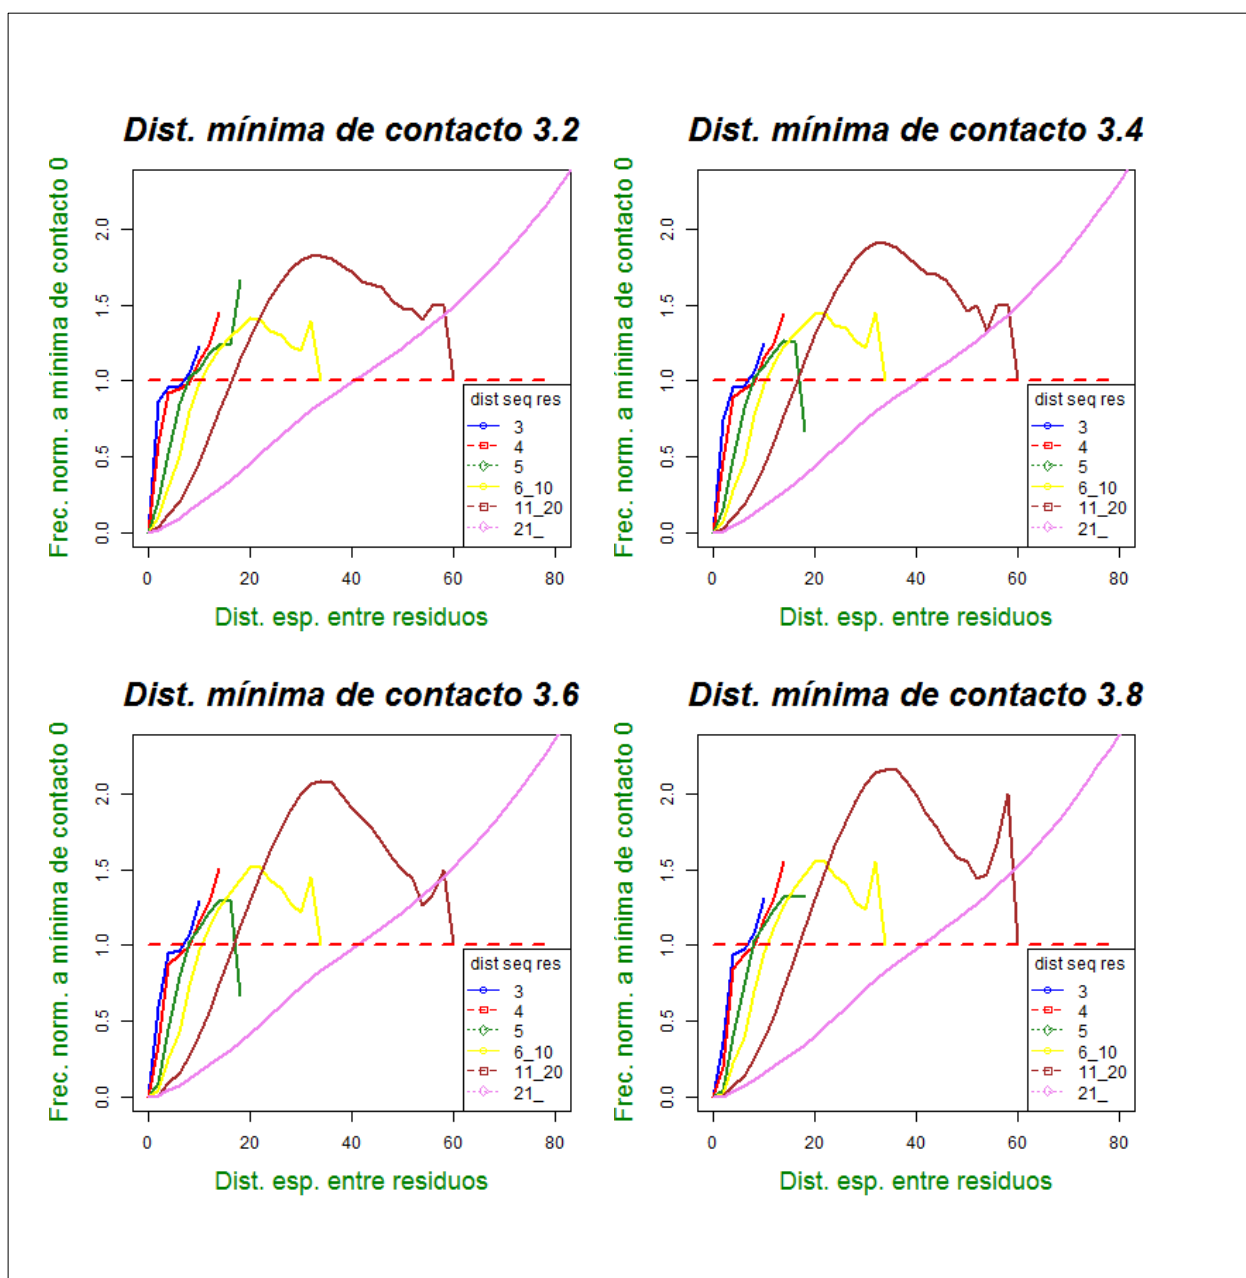 Dist. mínima de contacto 3.2
Frec. norm. a mínima de contacto 0
2.0
1.5
1.0
0.5
0.0
dist seq res
3
4
5
6_10
11_20
21_
0 20 40 60 80
Dist. esp. entre residuos
Dist. mínima de contacto 3.4
Frec. norm. a mínima de contacto 0
2.0
1.5
1.0
0.5
0.0
dist seq res
3
4
5
6_10
11_20
21_
0 20 40 60 80
Dist. esp. entre residuos
Dist. mínima de contacto 3.6
Frec. norm. a mínima de contacto 0
2.0
1.5
1.0
0.5
0.0
dist seq res
3
4
5
6_10
11_20
21_
0 20 40 60 80
Dist. esp. entre residuos
Dist. mínima de contacto 3.8
Frec. norm. a mínima de contacto 0
2.0
1.5
1.0
0.5
0.0
dist seq res
3
4
5
6_10
11_20
21_
0 20 40 60 80
Dist. esp. entre residuos